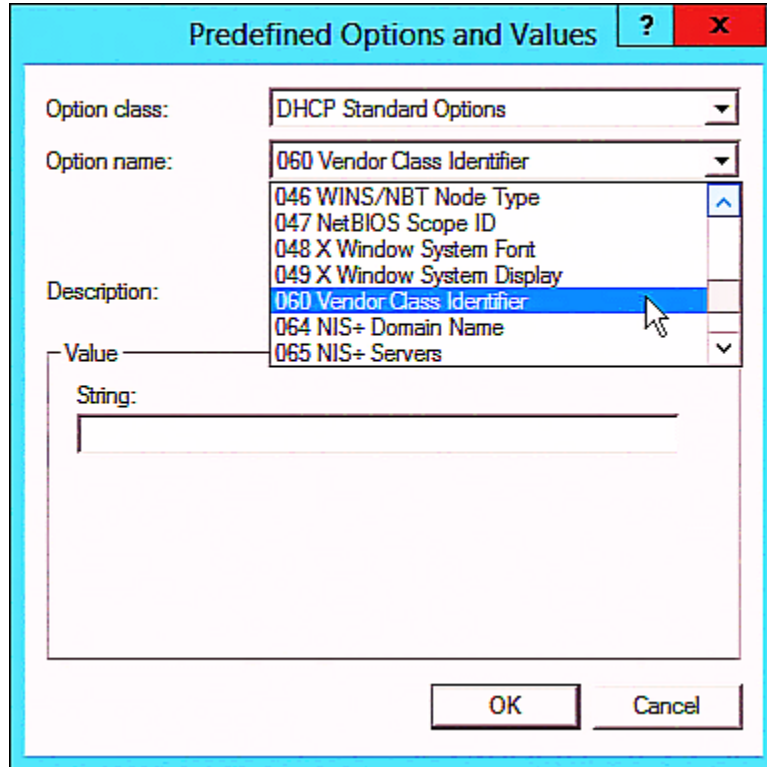 Predefined Options and Values ? x
Option class: DHCP Standard Options
Option name: 060 Vendor Class Identifier
046 WINS/NBT Node Type
047 NetBIOS Scope ID
048 X Window System Font
049 X Window System Display
Description: 060 Vendor Class Identifier
064 NIS+ Domain Name
Value 065 NIS+ Servers
String:
OK Cancel